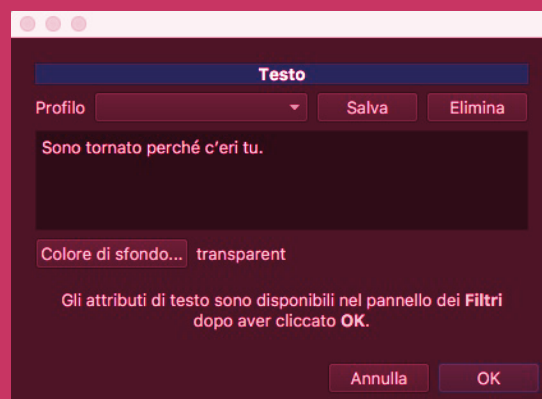 Testo
Profilo Salva Elimina
Sono tornato perché c'eri tu.
Colore di sfondo... transparent
Gli attributi di testo sono disponibili nel pannello dei Filtri
dopo aver cliccato OK.
Annulla OK